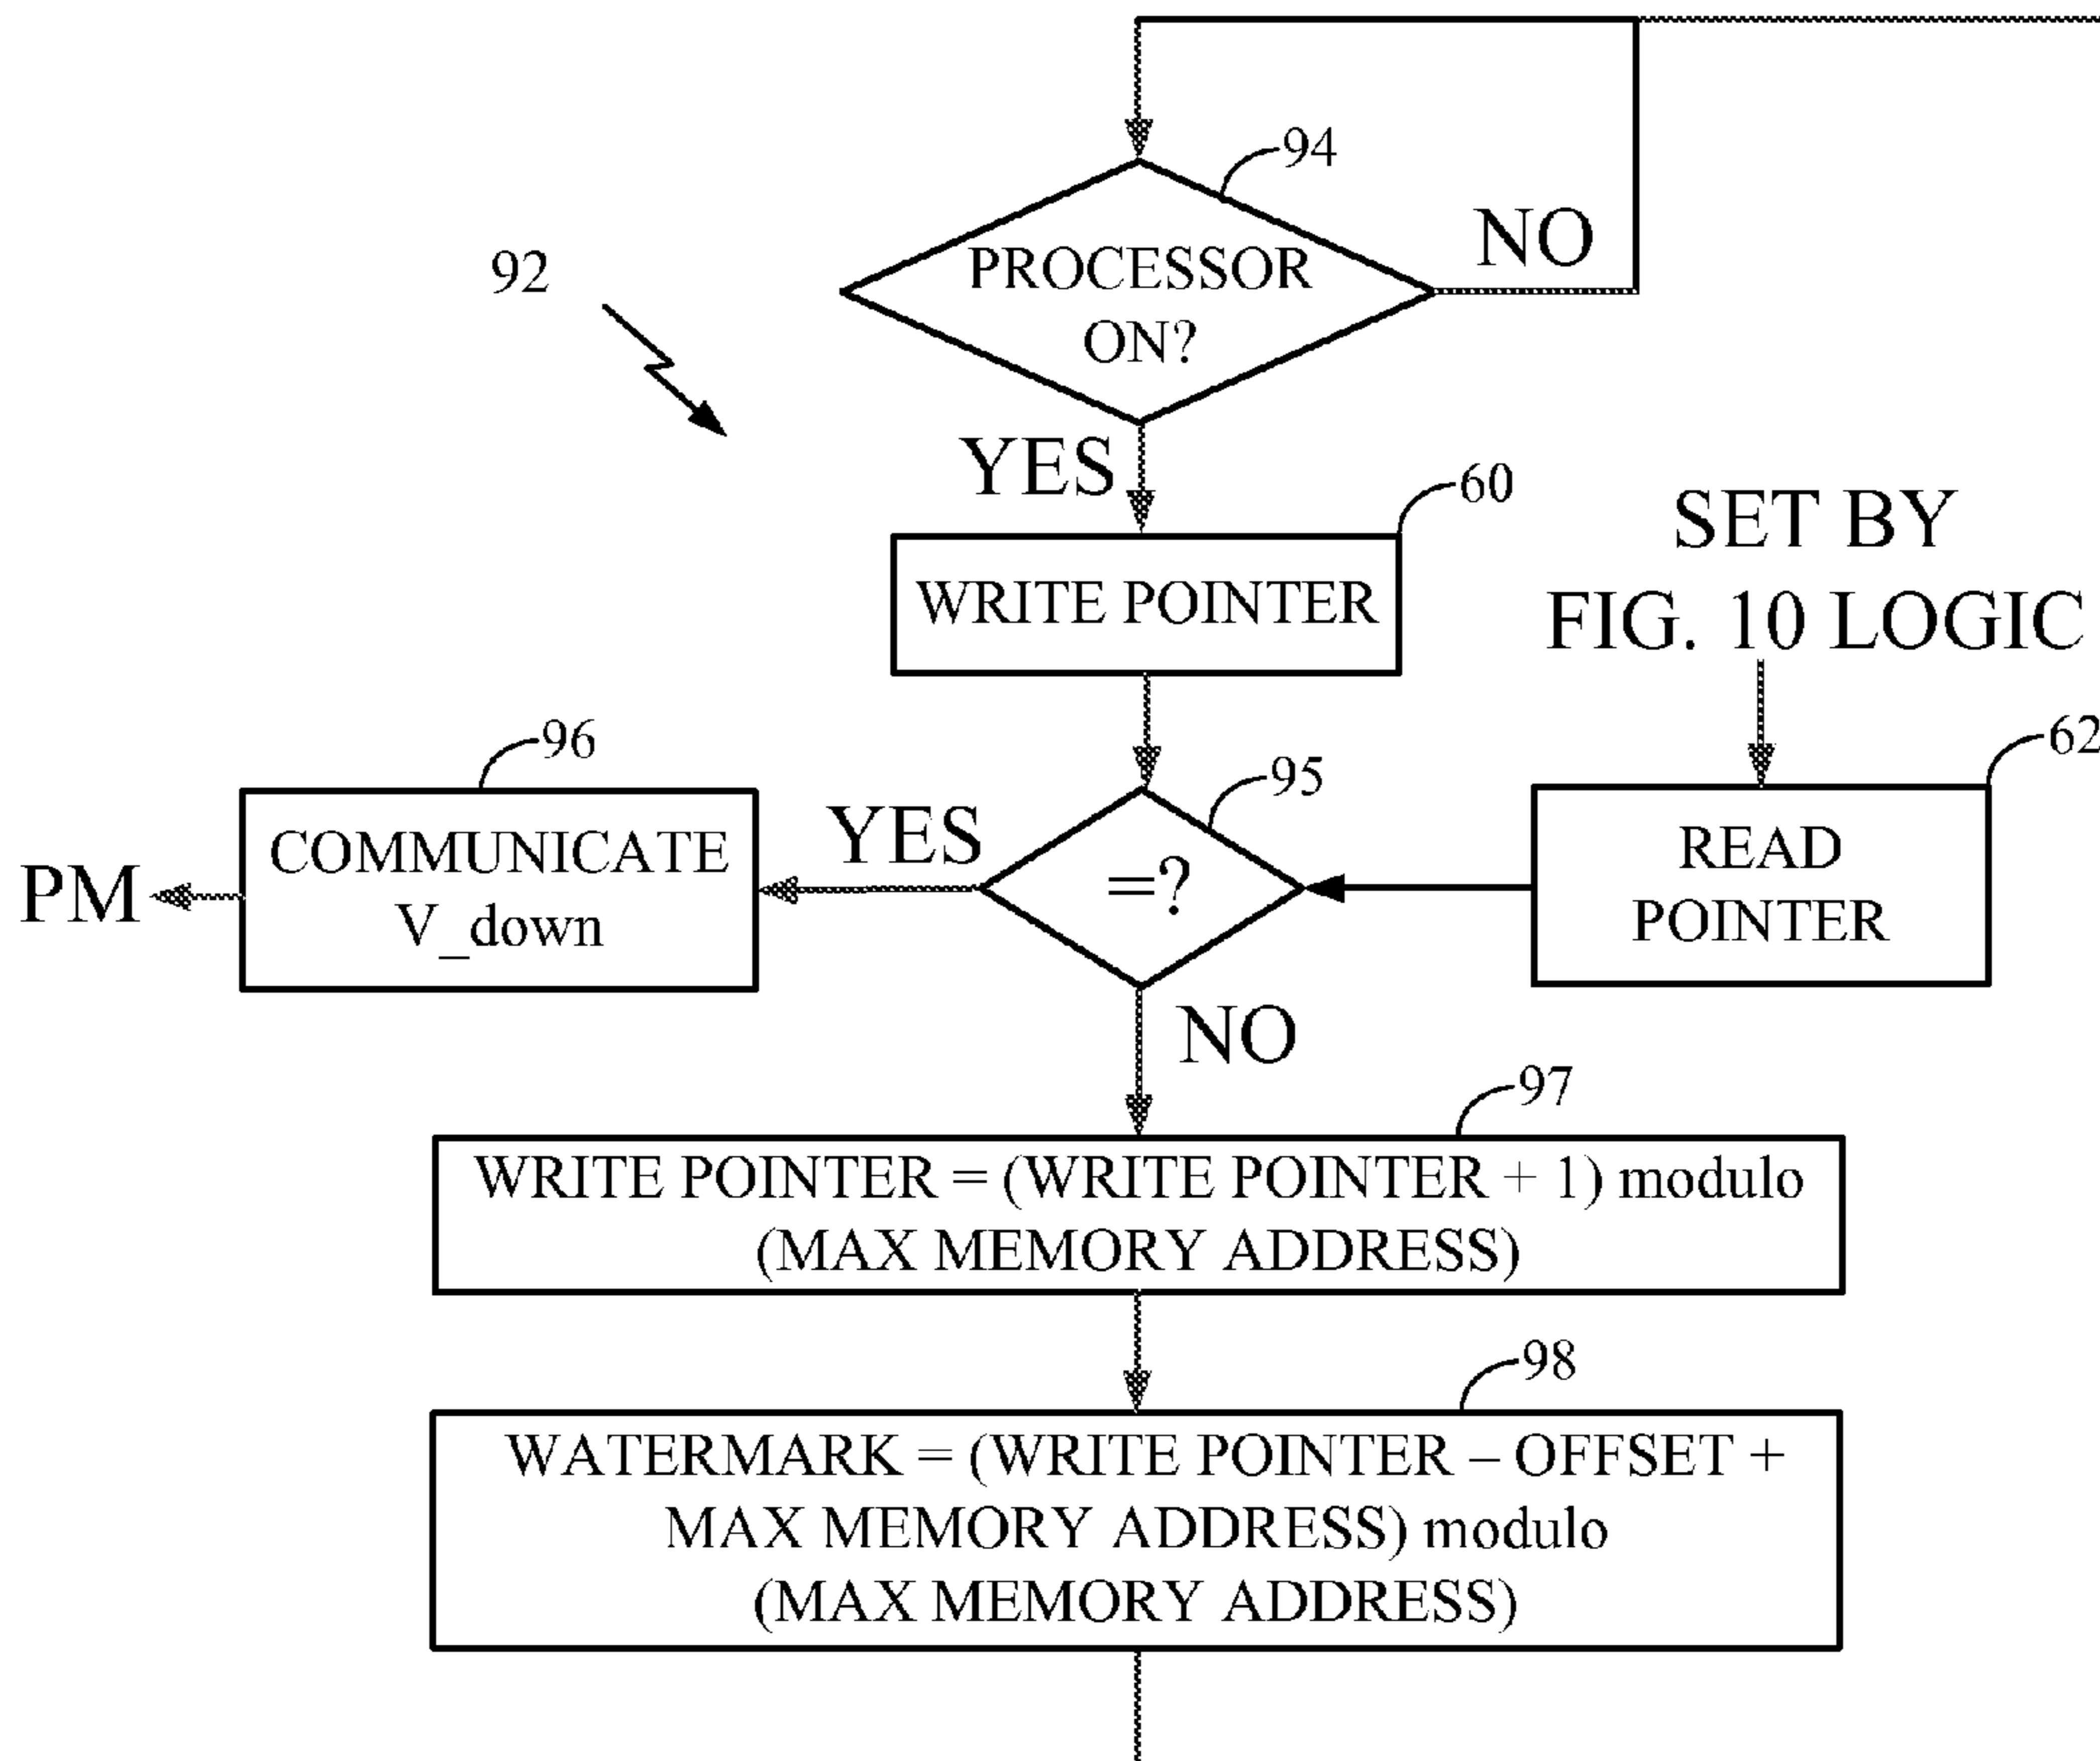 94
NO
92
PROCESSOR
ON?
YES
60
SET BY
FIG. 10 LOGIC
WRITE POINTER
96
95
62
YES
COMMUNICATE
V_down
PM
=?
READ
POINTER
NO
97
WRITE POINTER = (WRITE POINTER + 1) modulo
(MAX MEMORY ADDRESS)
98
WATERMARK = (WRITE POINTER – OFFSET +
MAX MEMORY ADDRESS) modulo
(MAX MEMORY ADDRESS)